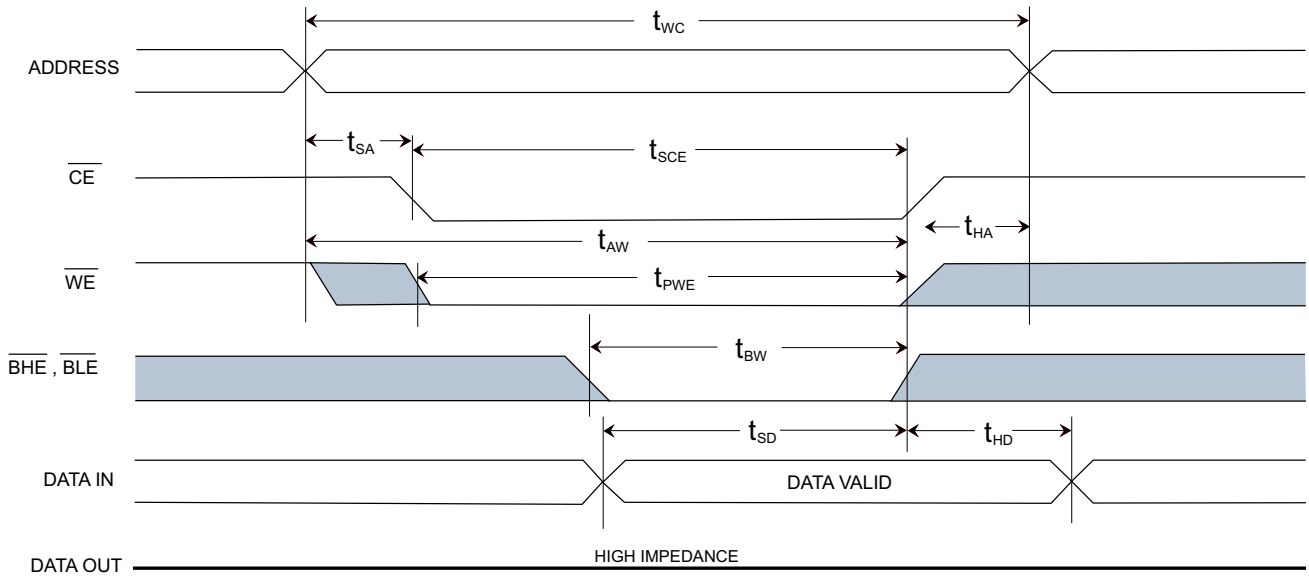 tWC
ADDRESS
tSA
tSCE
CE
tHA
tAW
WE
tPWE
BHE , BLE
tBW
tSD
tHD
DATA IN
DATA VALID
DATA OUT
HIGH IMPEDANCE